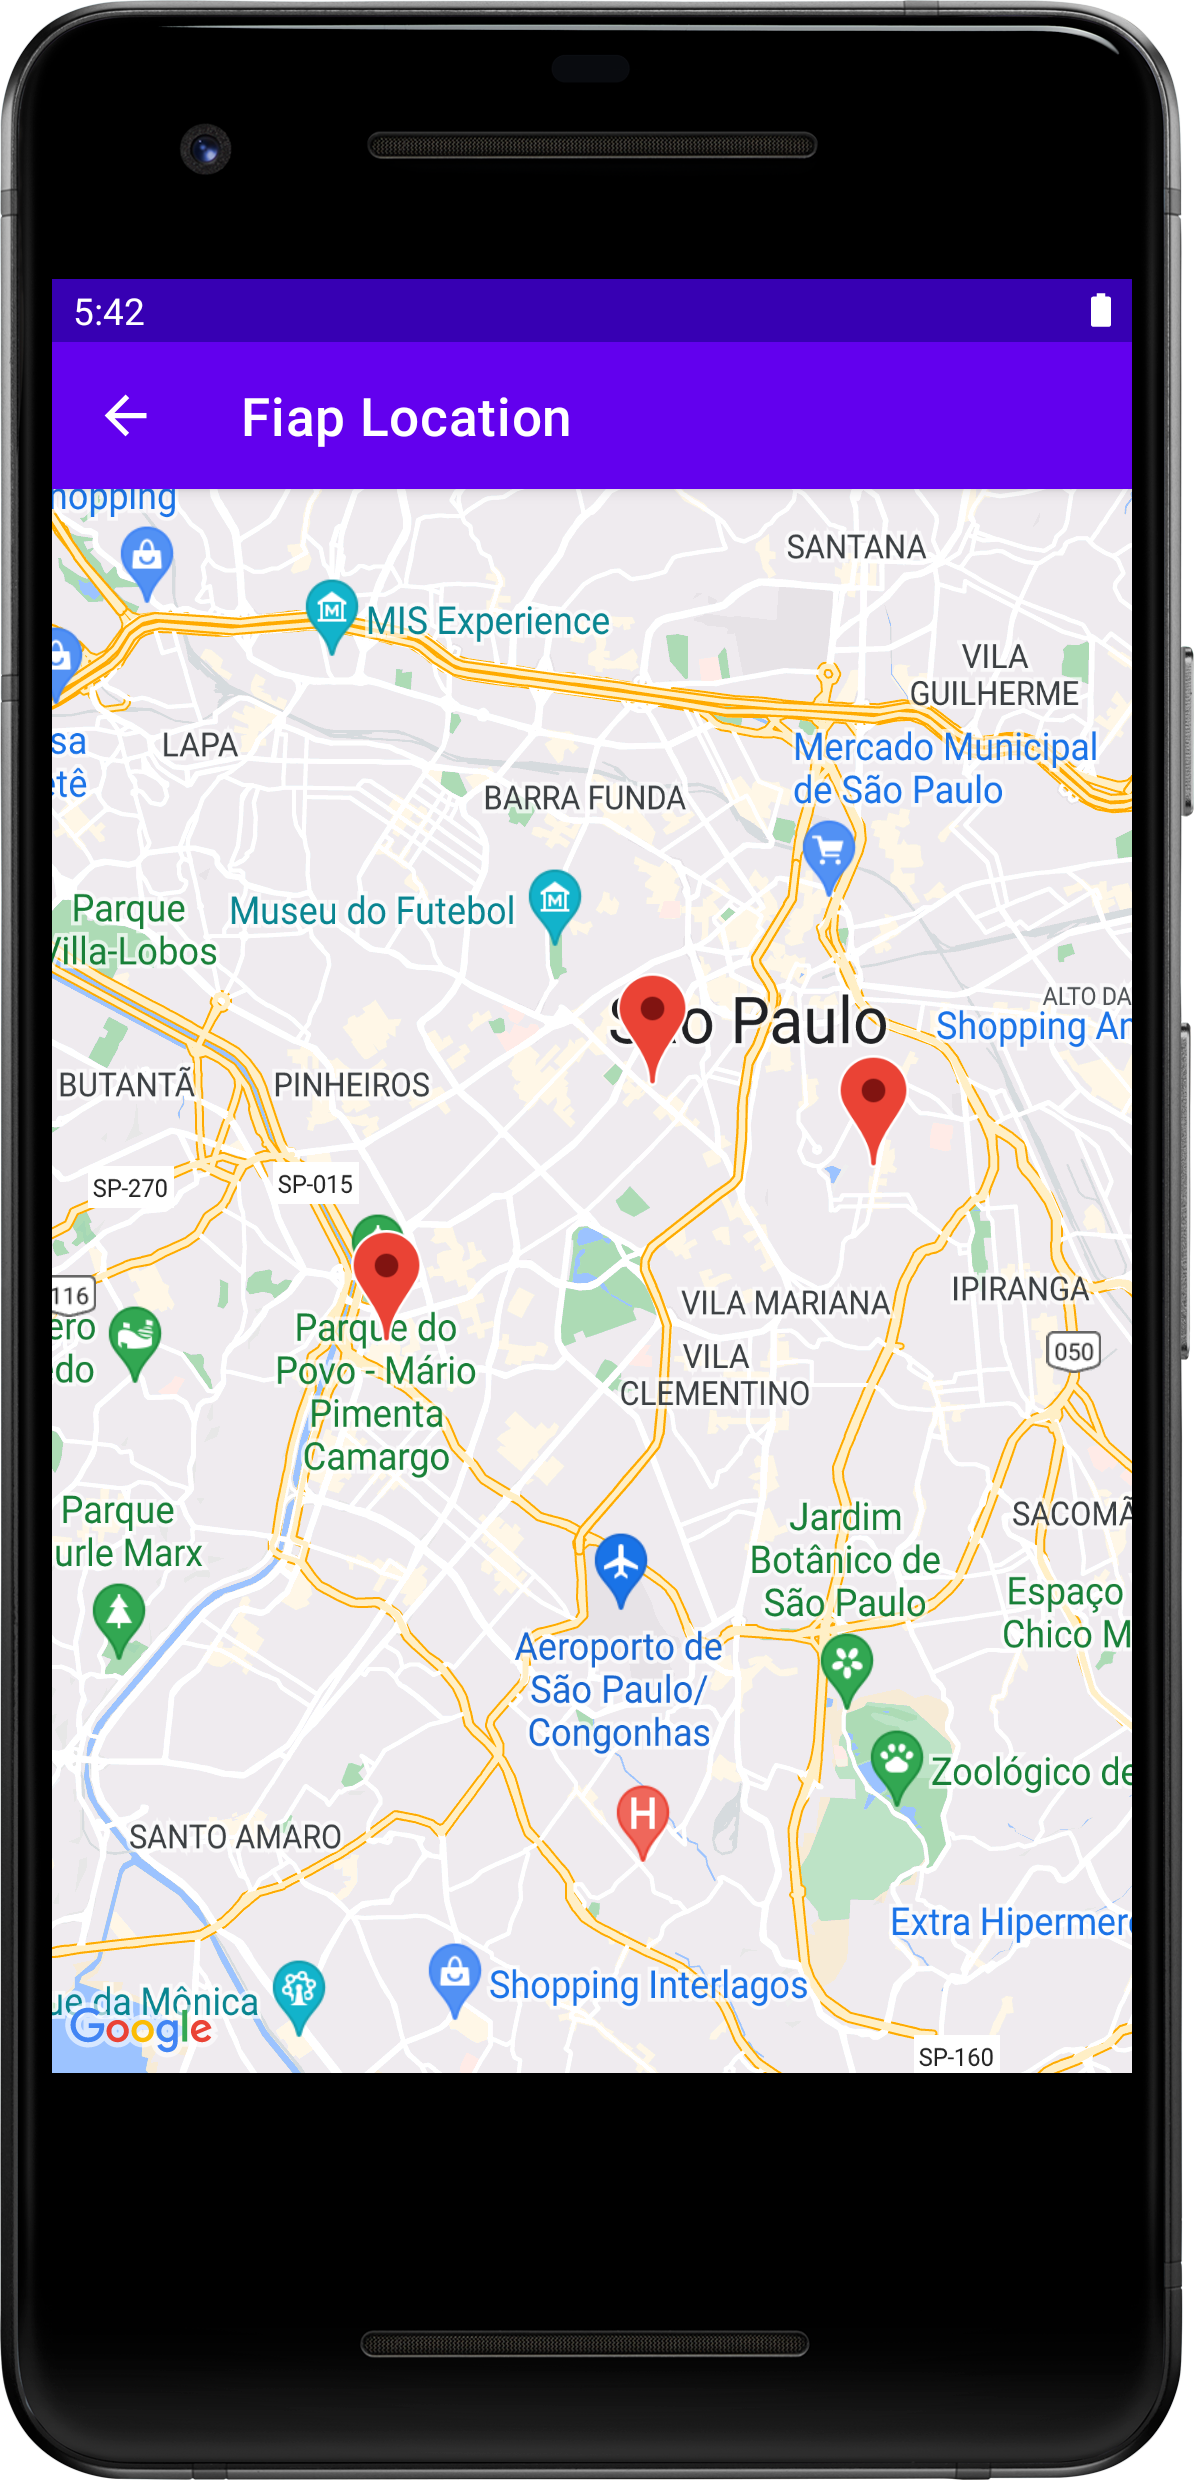 5:42
Fiap Location
hopping
SANTANA
MIS Experience
VILA
GUILHERME
LAPA
Mercado Municipal
de São Paulo
sa
etê
BARRA FUNDA
Parque
Villa-Lobos
Museu do Futebol
São Paulo
ALTO DA
Shopping An
BUTANTÃ
PINHEIROS
SP-270
SP-015
116
IPIRANGA
VILA MARIANA
ero
edo
Parque do
Povo - Mário
Pimenta
Camargo
VILA
CLEMENTINO
050
Parque
urle Marx
Jardim
Botânico de
São Paulo
SACOMÃ
Espaço
Chico M
Aeroporto de
São Paulo/
Congonhas
Zoológico de
H
SANTO AMARO
Extra Hipermerc
Shopping Interlagos
ue da Mônica
Google
SP-160